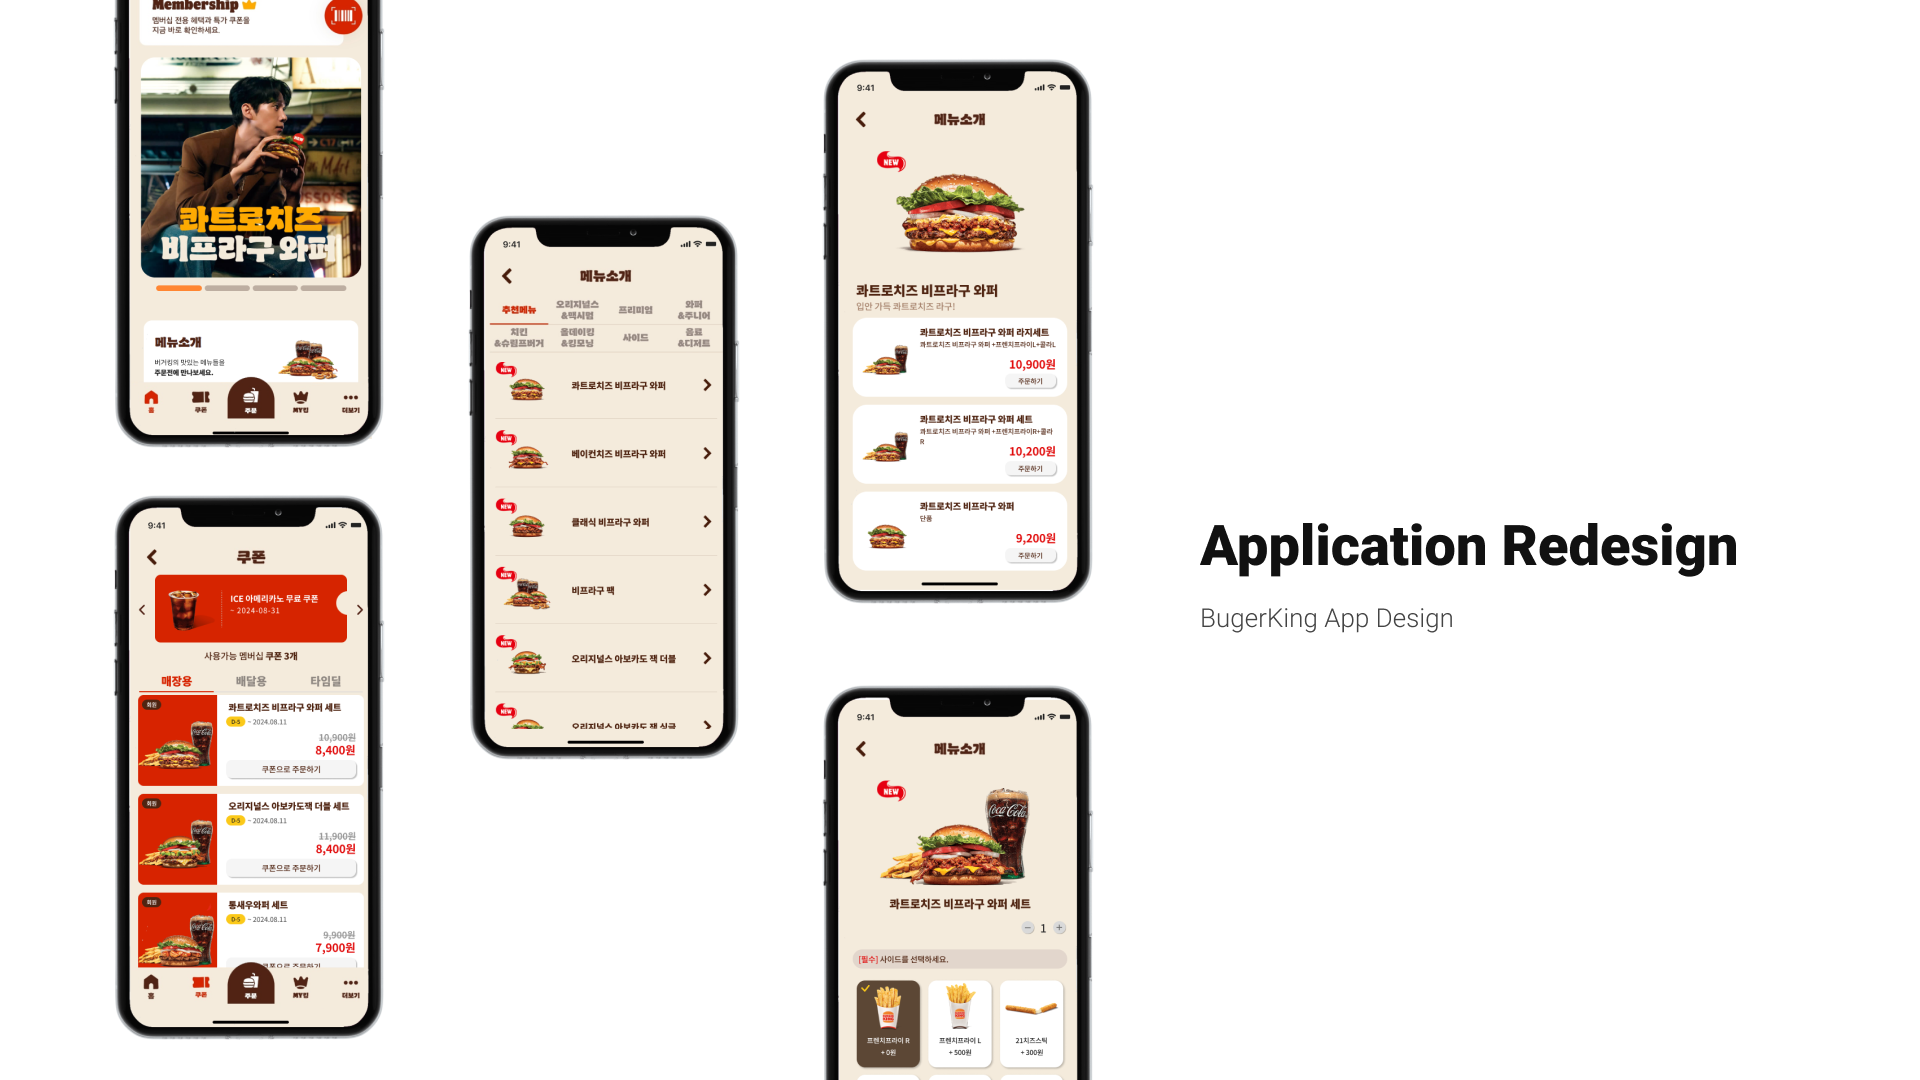 Membership
멤버십 전용 혜택과 특가 쿠폰을
지금 바로 확인하세요.
NEW
콰트로치즈
비프라구 와퍼
메뉴소개
버거킹의 맛있는 메뉴들을
주문전에 만나보세요.
홈
쿠폰
주문
MY킹
더보기
9:41
쿠폰
ICE 아메리카노 무료 쿠폰
~ 2024-08-31
사용가능 멤버십 쿠폰 3개
매장용
배달용
타임딜
회원
콰트로치즈 비프라구 와퍼 세트
D-5 ~ 2024.08.11
10,900원
8,400원
쿠폰으로 주문하기
회원
오리지널스 아보카도잭 더블 세트
D-5 ~ 2024.08.11
11,900원
8,400원
쿠폰으로 주문하기
회원
통새우와퍼 세트
D-5 ~ 2024.08.11
9,900원
7,900원
쿠폰으로 주문하기
홈
쿠폰
주문
MY킹
더보기
9:41
메뉴소개
추천메뉴
오리지널스
&맥시멈
프리미엄
와퍼
&주니어
치킨
&슈림프버거
올데이킹
&킹모닝
사이드
음료
&디저트
NEW
콰트로치즈 비프라구 와퍼
NEW
베이컨치즈 비프라구 와퍼
NEW
클래식 비프라구 와퍼
NEW
비프라구 팩
NEW
오리지널스 아보카도 잭 더블
NEW
오리지널스 아보카도 잭 싱글
9:41
메뉴소개
NEW
콰트로치즈 비프라구 와퍼
입안 가득 콰트로치즈 라구!
콰트로치즈 비프라구 와퍼 라지세트
콰트로치즈 비프라구 와퍼 +프렌치프라이L+콜라L
10,900원
주문하기
콰트로치즈 비프라구 와퍼 세트
콰트로치즈 비프라구 와퍼 +프렌치프라이R+콜라
R
10,200원
주문하기
콰트로치즈 비프라구 와퍼
단품
9,200원
주문하기
9:41
메뉴소개
NEW
Coca-Cola
콰트로치즈 비프라구 와퍼 세트
1
[필수] 사이드를 선택하세요.
프렌치프라이 R
+ 0원
프렌치프라이 L
+ 500원
21치즈스틱
+ 300원
Application Redesign
BugerKing App Design